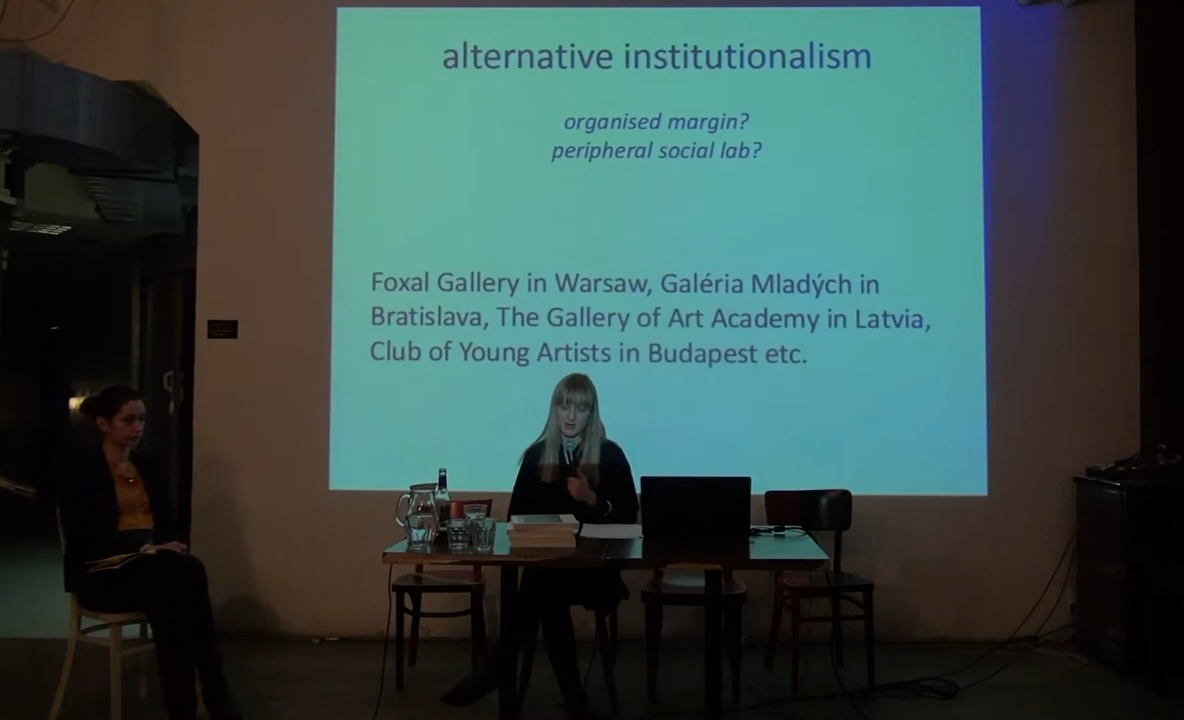 alternative institutionalism
organised margin?
peripheral social lab?
Foxal Gallery in Warsaw, Galéria Mladých in
Bratislava, The Gallery of Art Academy in Latvia,
Club of Young Artists in Budapest etc.